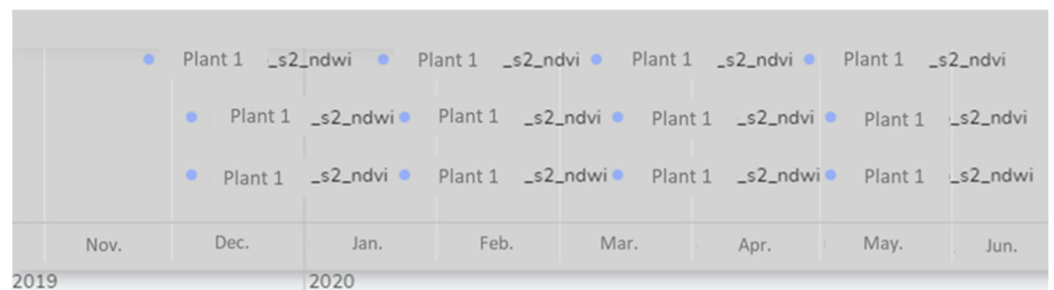 Plant 1 _s2_ndwi Plant 1 _s2_ndvi Plant 1 _s2_ndvi Plant 1 _s2_ndvi
Plant 1 _s2_ndwi Plant 1 _s2_ndvi Plant 1 _s2_ndvi Plant 1 _s2_ndvi
Plant 1 _s2_ndvi Plant 1 _s2_ndwi Plant 1 _s2_ndwi Plant 1 _s2_ndwi
Nov. Dec. Jan. Feb. Mar. Apr. May. Jun.
2019 2020